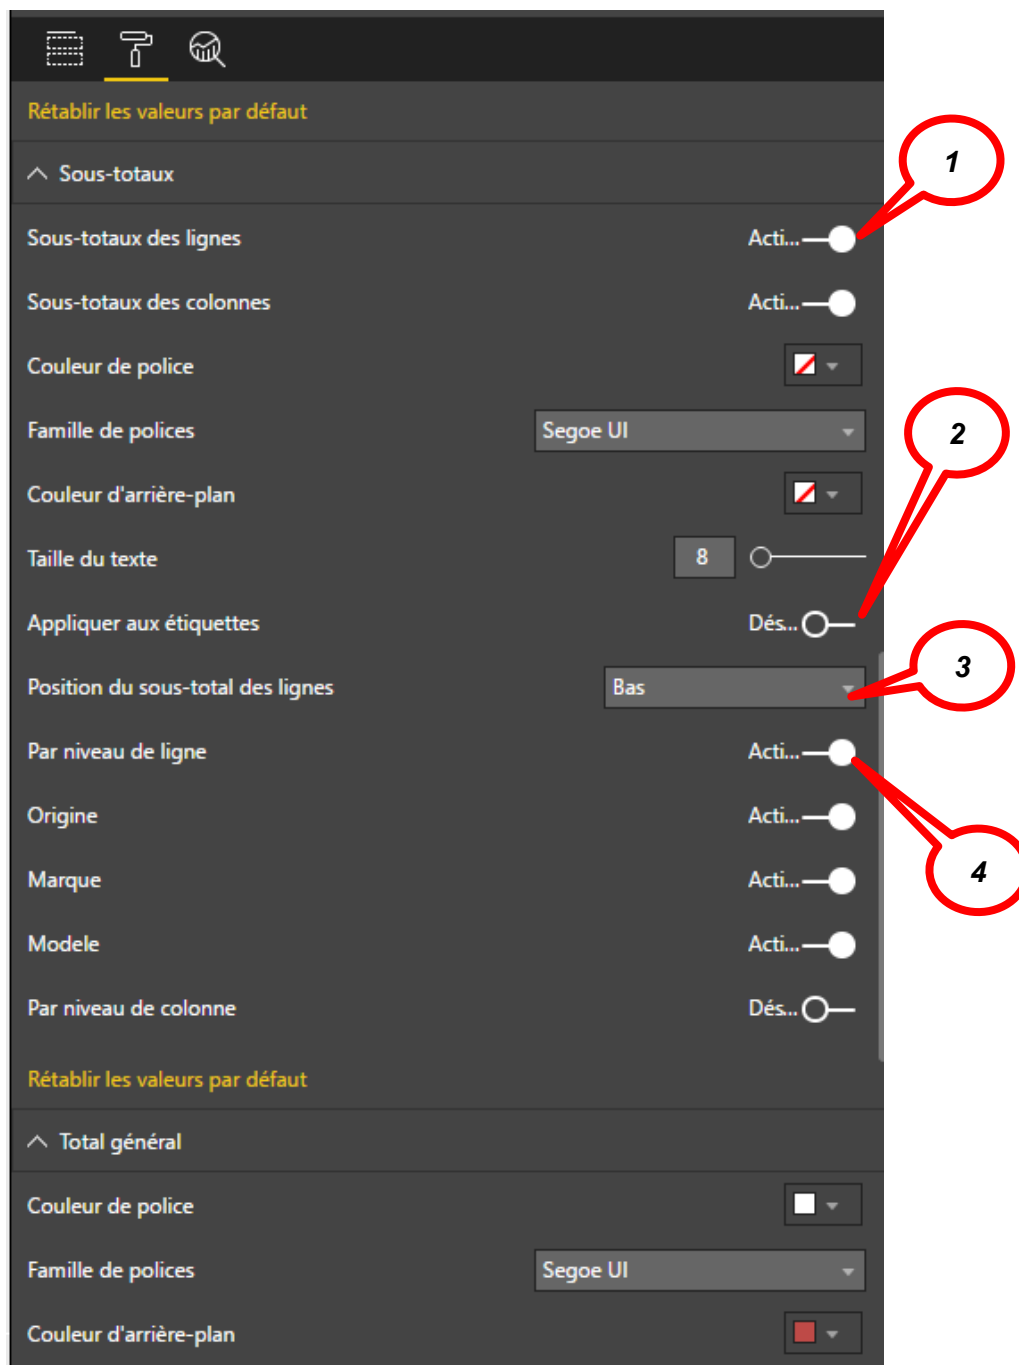 Rétablir les valeurs par défaut
Sous-totaux
1
Sous-totaux des lignes Acti...
Sous-totaux des colonnes Acti...
Couleur de police
Famille de polices Segoe UI
2
Couleur d'arrière-plan
Taille du texte 8
Appliquer aux étiquettes Dés...
Position du sous-total des lignes Bas
3
Par niveau de ligne Acti...
Origine Acti...
Marque Acti...
4
Modele Acti...
Par niveau de colonne Dés...
Rétablir les valeurs par défaut
Total général
Couleur de police
Famille de polices Segoe UI
Couleur d'arrière-plan